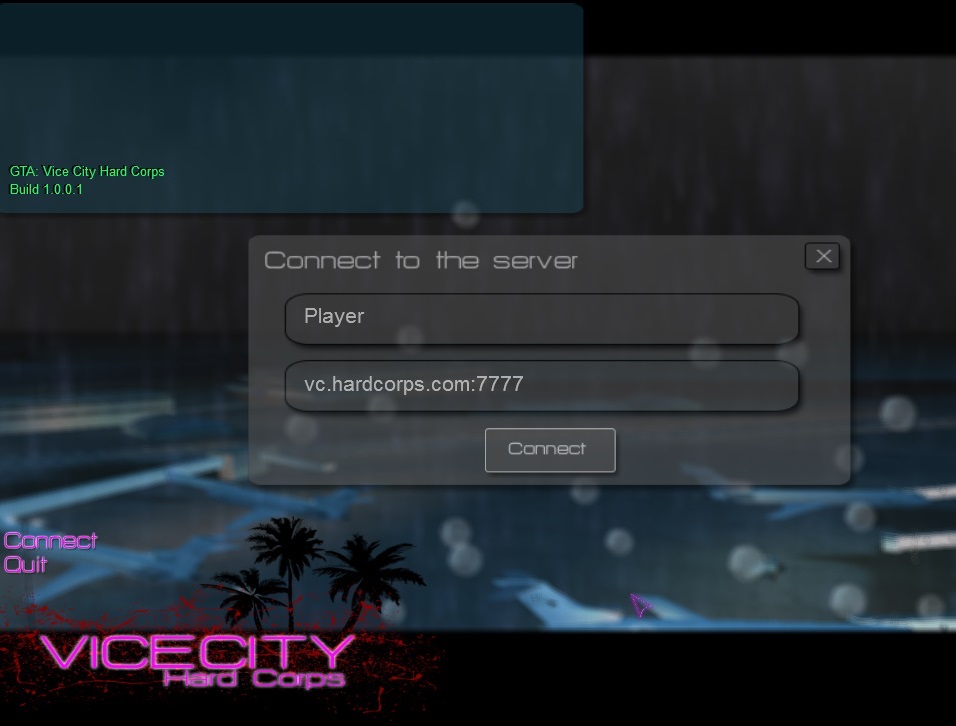 GTA: Vice City Hard Corps
Build 1.0.0.1
Connect to the server
Player
vc.hardcorps.com:7777
Connect
Connect
Quit
VICECITY
Hard Corps